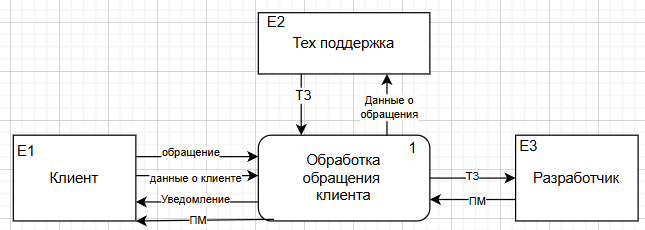 E2
Тех поддержка
ТЗ
Данные о
обращения
E1
Клиент
обращение
данные о клиенте
Уведомление
ПМ
1
Обработка
обращения
клиента
ТЗ
ПМ
E3
Разработчик